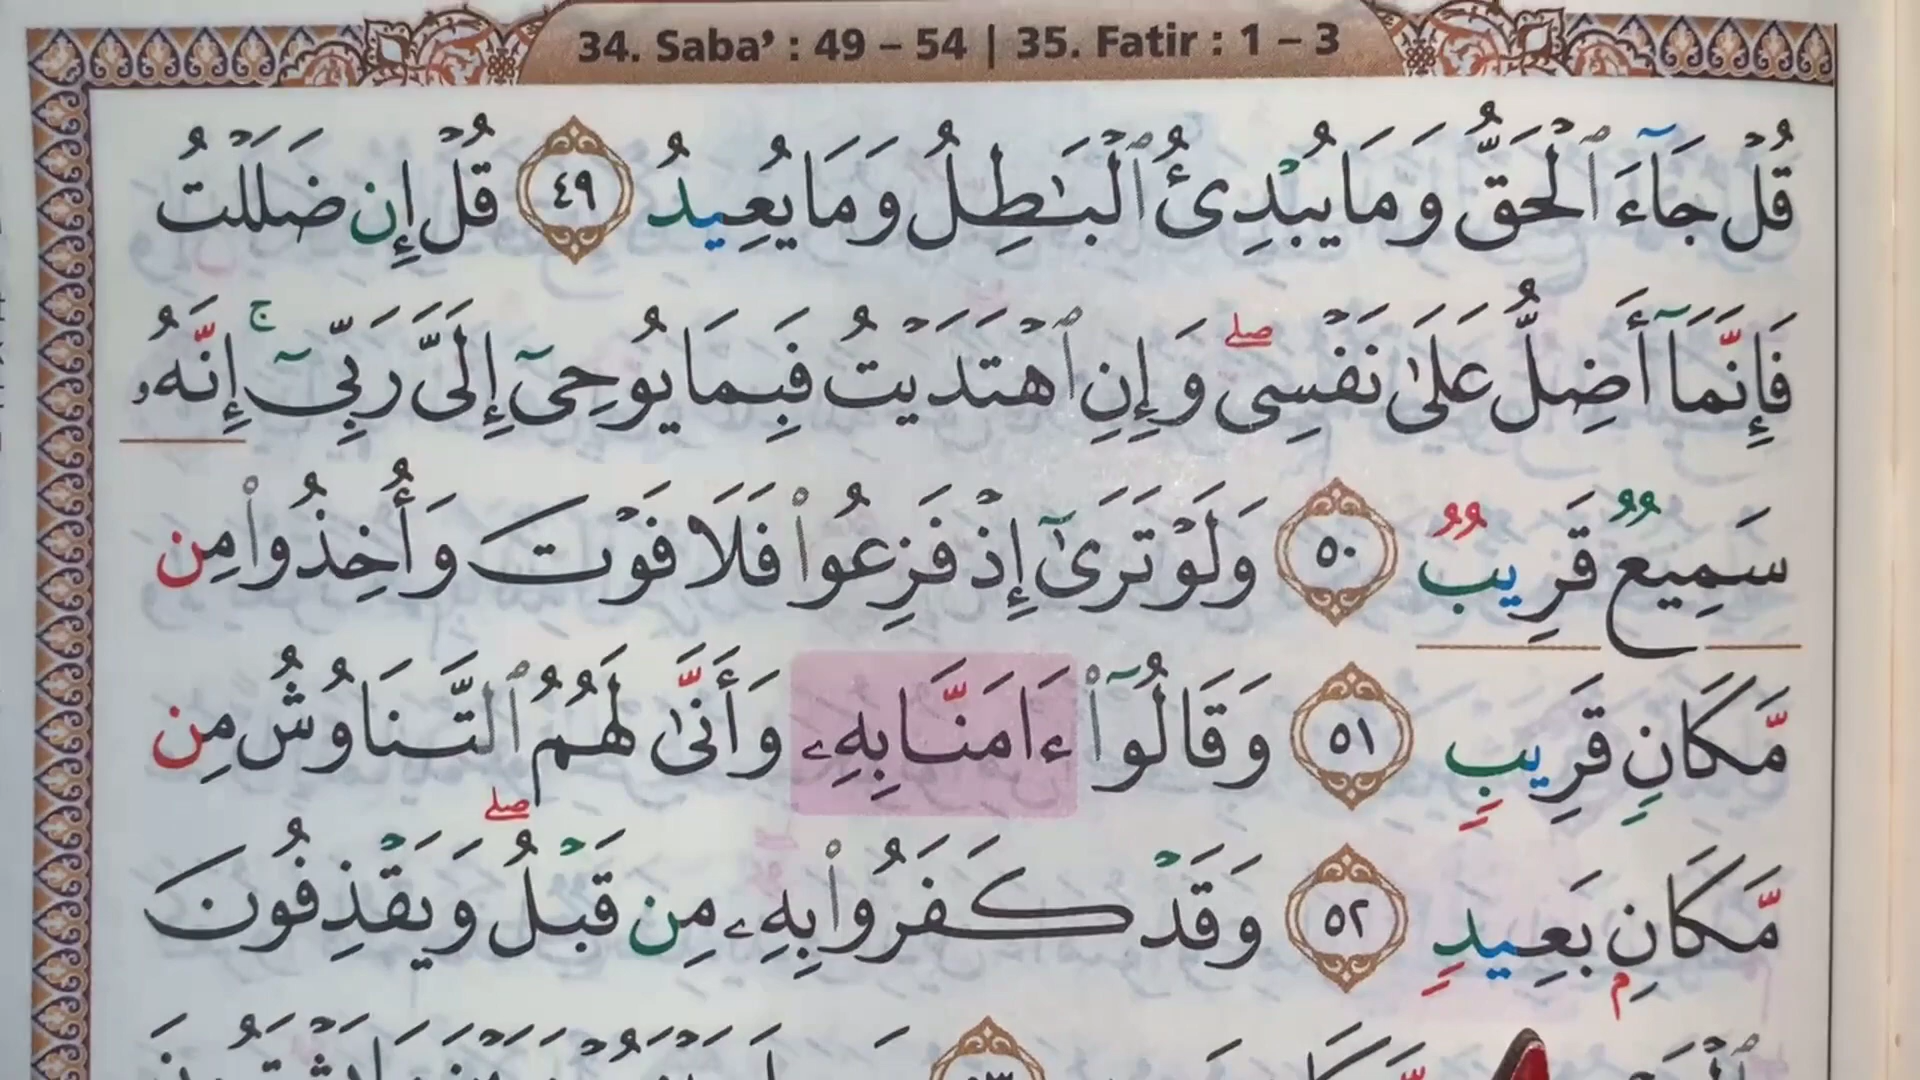 34. Saba’ : 49 – 54 | 35. Fatir : 1 – 3
قُلْ جَآءَ ٱلْحَقُّ وَمَا يُبْدِئُ ٱلْبَـٰطِلُ وَمَا يُعِيدُ ٤٩ قُلْ إِن ضَلَلْتُ
فَإِنَّمَآ أَضِلُّ عَلَىٰ نَفْسِى ۖ وَإِنِ ٱهْتَدَيْتُ فَبِمَا يُوحِىٓ إِلَىَّ رَبِّىٓ ۚ إِنَّهُۥ
سَمِيعٌ قَرِيبٌ ٥٠ وَلَوْ تَرَىٰٓ إِذْ فَزِعُوا۟ فَلَا فَوْتَ وَأُخِذُوا۟ مِن
مَّكَانٍ قَرِيبٍ ٥١ وَقَالُوٓا۟ ءَامَنَّا بِهِۦ وَأَنَّىٰ لَهُمُ ٱلتَّنَاوُشُ مِن
مَّكَانٍۭ بَعِيدٍ ٥٢ وَقَدْ كَفَرُوا۟ بِهِۦ مِن قَبْلُ ۖ وَيَقْذِفُونَ